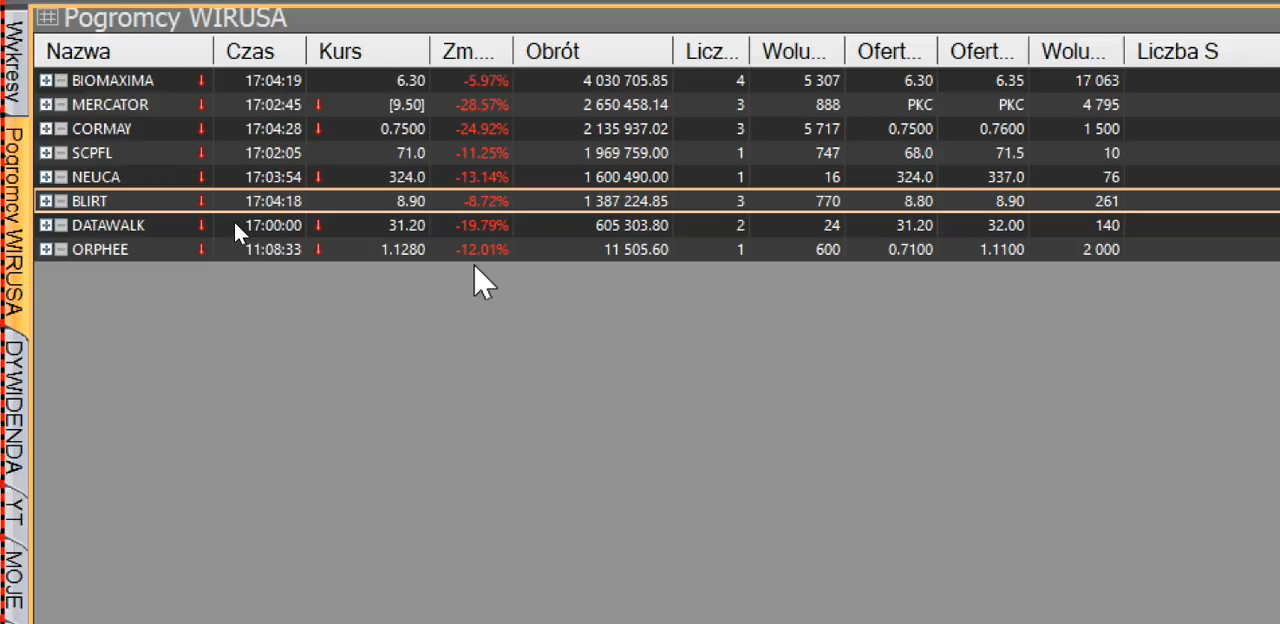 Pogromcy WIRUSA
Nazwa Czas Kurs Zm.... Obrót Licz... Wolu... Ofert... Ofert... Wolu... Liczba S
BIOMAXIMA 17:04:19 6.30 -5.97% 4 030 705.85 4 5 307 6.30 6.35 17 063
MERCATOR 17:02:45 [9.50] -28.57% 2 650 458.14 3 888 PKC PKC 4 795
CORMAY 17:04:28 0.7500 -24.92% 2 135 937.02 3 5 717 0.7500 0.7600 1 500
SCPFL 17:02:05 71.0 -11.25% 1 969 759.00 1 747 68.0 71.5 10
NEUCA 17:03:54 324.0 -13.14% 1 600 490.00 1 16 324.0 337.0 76
BLIRT 17:04:18 8.90 -8.72% 1 387 224.85 3 770 8.80 8.90 261
DATAWALK 17:00:00 31.20 -19.79% 605 303.80 2 24 31.20 32.00 140
ORPHEE 11:08:33 1.1280 -12.01% 11 505.60 1 600 0.7100 1.1100 2 000
Wykresy
Pogromcy WIRUSA
DYWIDENDA
YT
MOJE